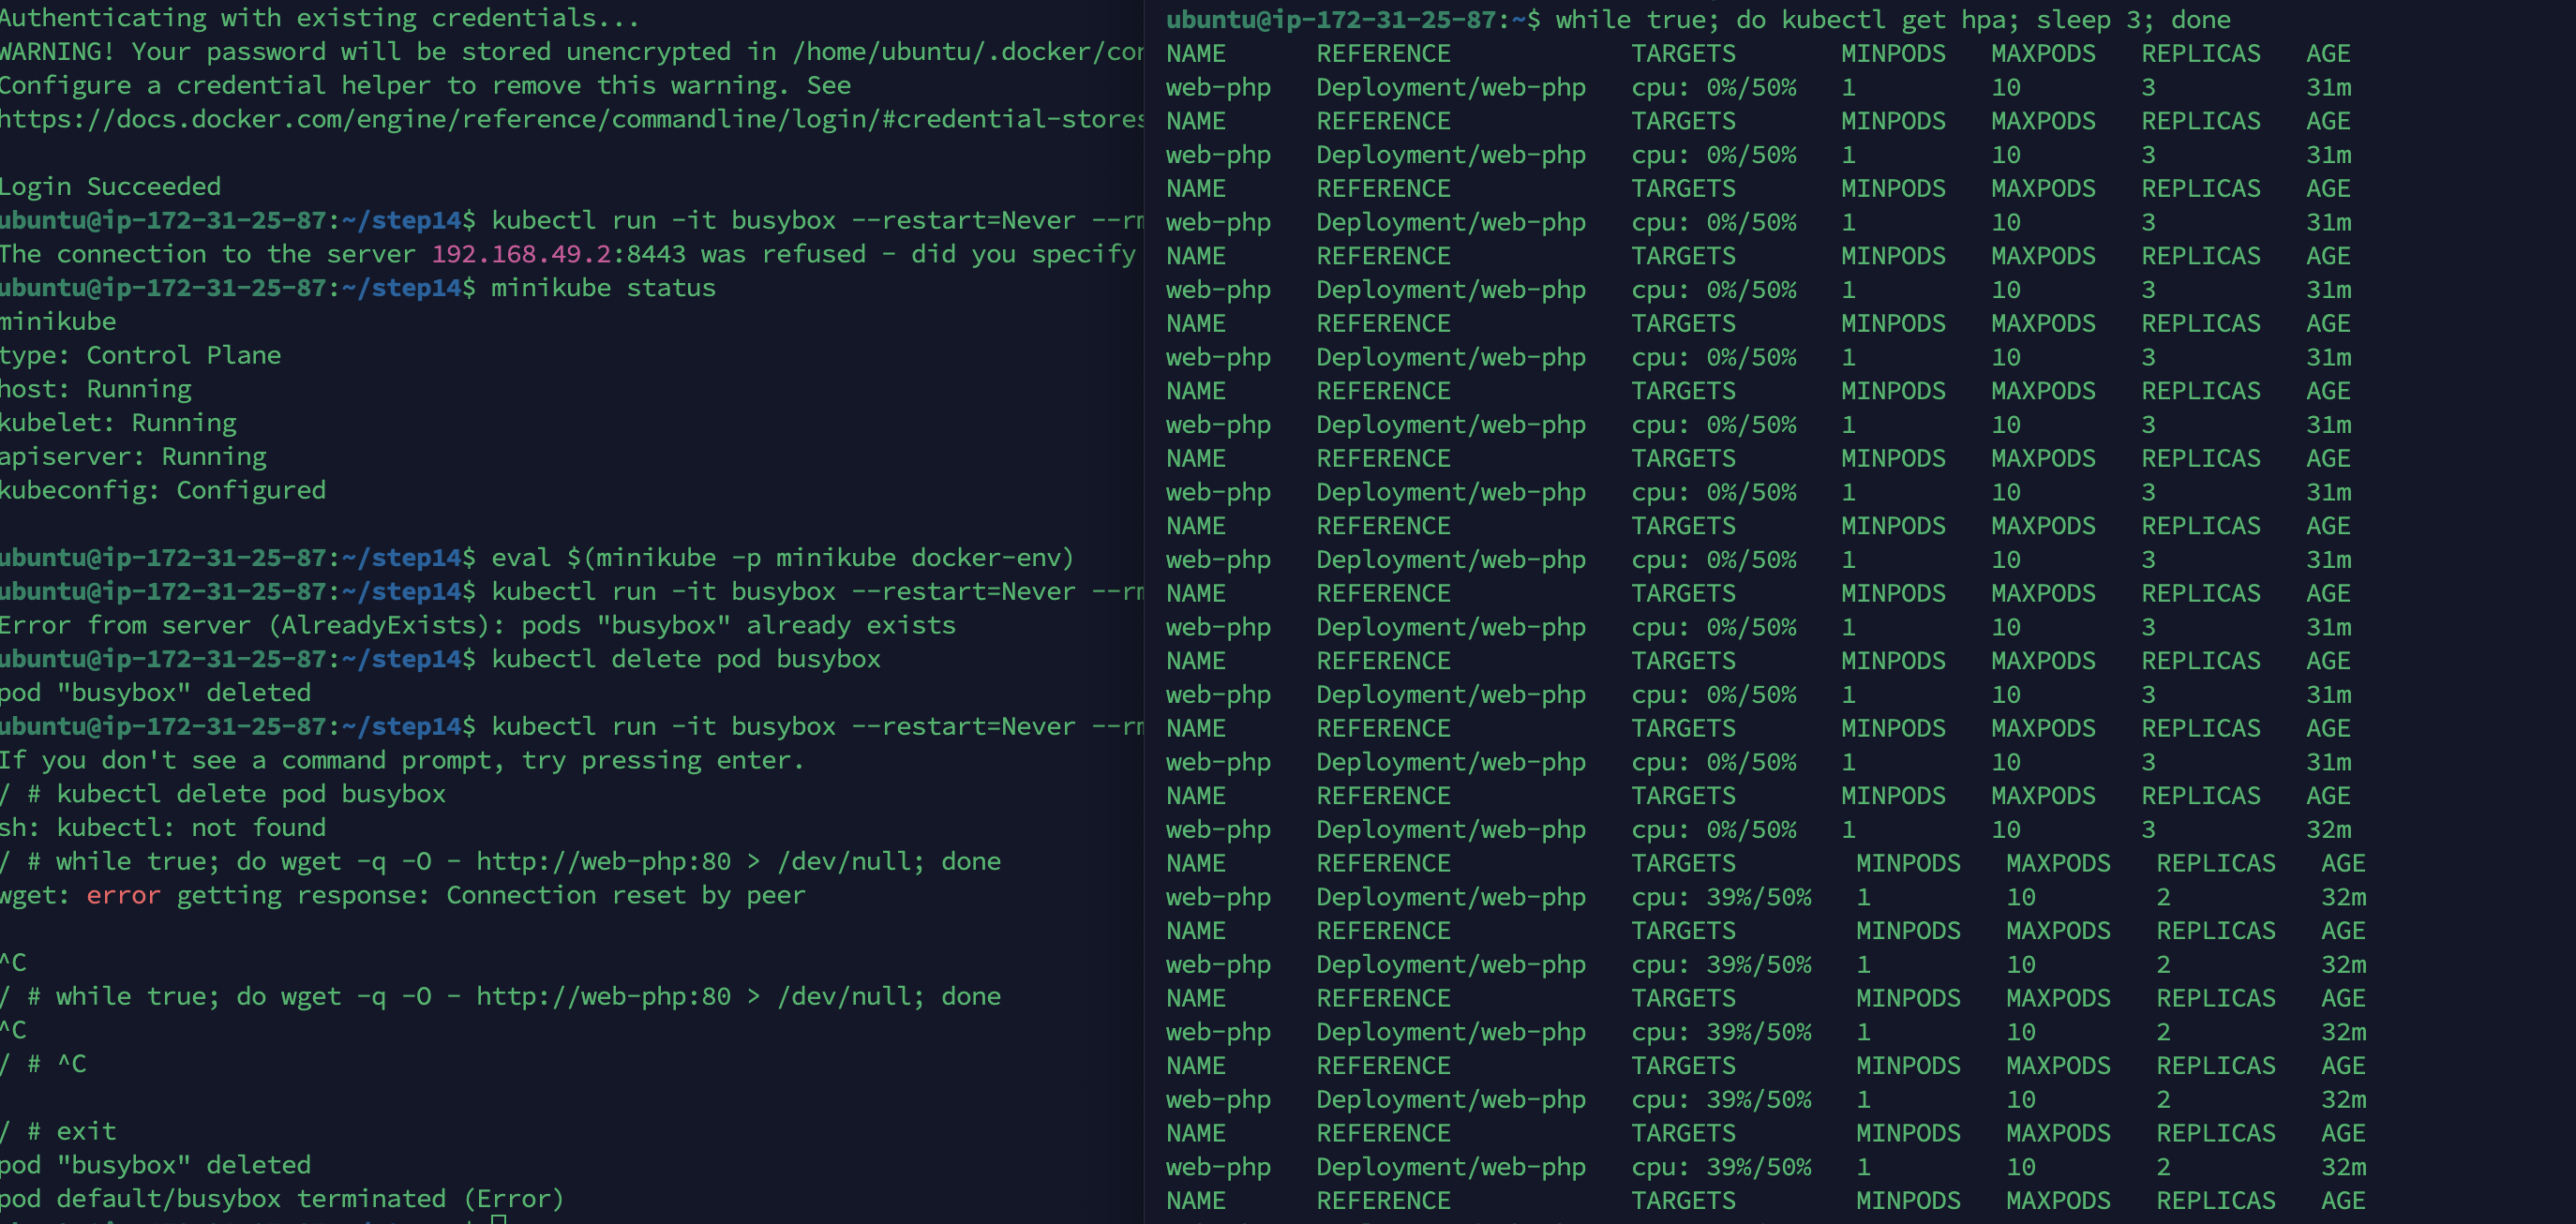 Authenticating with existing credentials...
WARNING! Your password will be stored unencrypted in /home/ubuntu/.docker/con
Configure a credential helper to remove this warning. See
https://docs.docker.com/engine/reference/commandline/login/#credential-stores
Login Succeeded
ubuntu@ip-172-31-25-87:~/step14$ kubectl run -it busybox --restart=Never --rm
The connection to the server 192.168.49.2:8443 was refused - did you specify
ubuntu@ip-172-31-25-87:~/step14$ minikube status
minikube
type: Control Plane
host: Running
kubelet: Running
apiserver: Running
kubeconfig: Configured
ubuntu@ip-172-31-25-87:~/step14$ eval $(minikube -p minikube docker-env)
ubuntu@ip-172-31-25-87:~/step14$ kubectl run -it busybox --restart=Never --rm
Error from server (AlreadyExists): pods "busybox" already exists
ubuntu@ip-172-31-25-87:~/step14$ kubectl delete pod busybox
pod "busybox" deleted
ubuntu@ip-172-31-25-87:~/step14$ kubectl run -it busybox --restart=Never --rm
If you don't see a command prompt, try pressing enter.
/ # kubectl delete pod busybox
sh: kubectl: not found
/ # while true; do wget -q -O - http://web-php:80 > /dev/null; done
wget: error getting response: Connection reset by peer
^C
/ # while true; do wget -q -O - http://web-php:80 > /dev/null; done
^C
/ # ^C
/ # exit
pod "busybox" deleted
pod default/busybox terminated (Error)
ubuntu@ip-172-31-25-87:~$ while true; do kubectl get hpa; sleep 3; done
NAME REFERENCE TARGETS MINPODS MAXPODS REPLICAS AGE
web-php Deployment/web-php cpu: 0%/50% 1 10 3 31m
NAME REFERENCE TARGETS MINPODS MAXPODS REPLICAS AGE
web-php Deployment/web-php cpu: 0%/50% 1 10 3 31m
NAME REFERENCE TARGETS MINPODS MAXPODS REPLICAS AGE
web-php Deployment/web-php cpu: 0%/50% 1 10 3 31m
NAME REFERENCE TARGETS MINPODS MAXPODS REPLICAS AGE
web-php Deployment/web-php cpu: 0%/50% 1 10 3 31m
NAME REFERENCE TARGETS MINPODS MAXPODS REPLICAS AGE
web-php Deployment/web-php cpu: 0%/50% 1 10 3 31m
NAME REFERENCE TARGETS MINPODS MAXPODS REPLICAS AGE
web-php Deployment/web-php cpu: 0%/50% 1 10 3 31m
NAME REFERENCE TARGETS MINPODS MAXPODS REPLICAS AGE
web-php Deployment/web-php cpu: 0%/50% 1 10 3 31m
NAME REFERENCE TARGETS MINPODS MAXPODS REPLICAS AGE
web-php Deployment/web-php cpu: 0%/50% 1 10 3 31m
NAME REFERENCE TARGETS MINPODS MAXPODS REPLICAS AGE
web-php Deployment/web-php cpu: 0%/50% 1 10 3 31m
NAME REFERENCE TARGETS MINPODS MAXPODS REPLICAS AGE
web-php Deployment/web-php cpu: 0%/50% 1 10 3 31m
NAME REFERENCE TARGETS MINPODS MAXPODS REPLICAS AGE
web-php Deployment/web-php cpu: 0%/50% 1 10 3 31m
NAME REFERENCE TARGETS MINPODS MAXPODS REPLICAS AGE
web-php Deployment/web-php cpu: 0%/50% 1 10 3 32m
NAME REFERENCE TARGETS MINPODS MAXPODS REPLICAS AGE
web-php Deployment/web-php cpu: 39%/50% 1 10 2 32m
NAME REFERENCE TARGETS MINPODS MAXPODS REPLICAS AGE
web-php Deployment/web-php cpu: 39%/50% 1 10 2 32m
NAME REFERENCE TARGETS MINPODS MAXPODS REPLICAS AGE
web-php Deployment/web-php cpu: 39%/50% 1 10 2 32m
NAME REFERENCE TARGETS MINPODS MAXPODS REPLICAS AGE
web-php Deployment/web-php cpu: 39%/50% 1 10 2 32m
NAME REFERENCE TARGETS MINPODS MAXPODS REPLICAS AGE
web-php Deployment/web-php cpu: 39%/50% 1 10 2 32m
NAME REFERENCE TARGETS MINPODS MAXPODS REPLICAS AGE